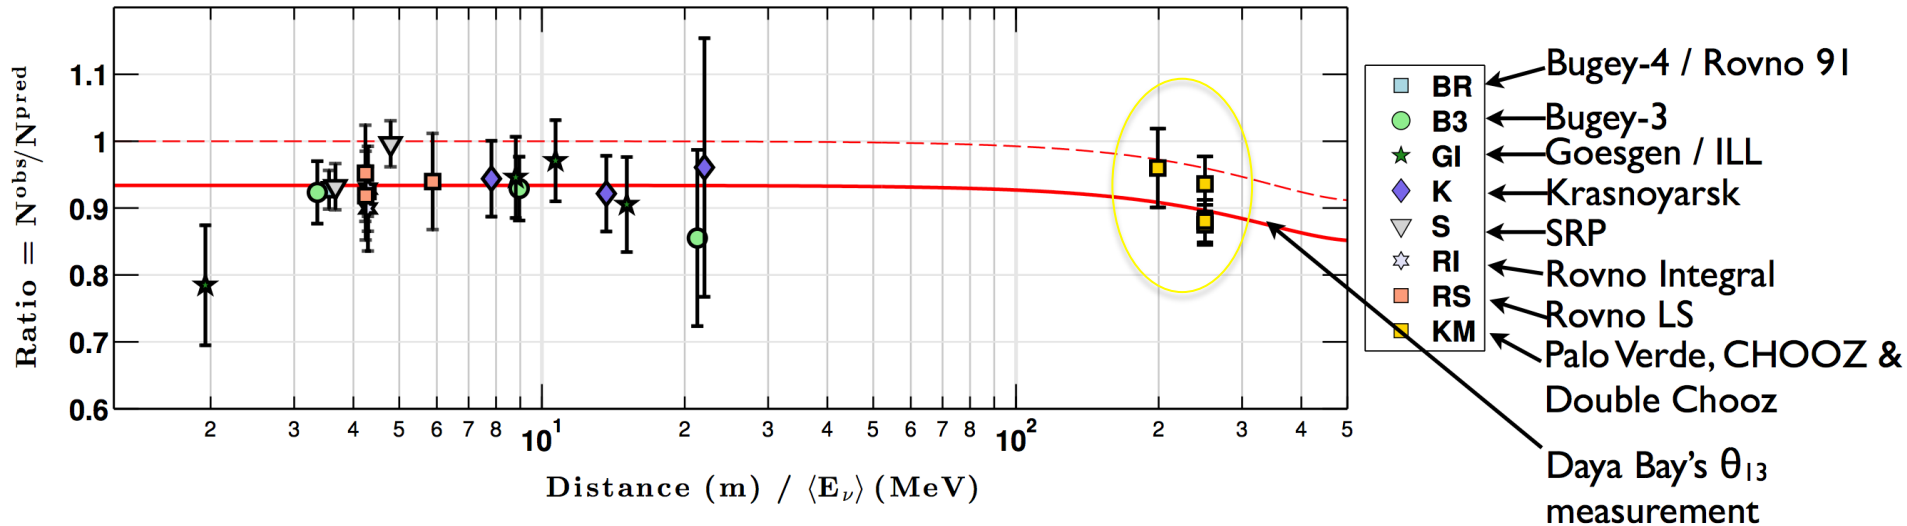 Ratio = N^obs/N^pred
1.1
1
0.9
0.8
0.7
0.6
2 3 4 5 6 7 8 10^1 2 3 4 5 6 7 8 10^2 2 3 4 5
Distance (m) / ⟨E_ν⟩ (MeV)
BR
B3
GI
K
S
RI
RS
KM
Bugey-4 / Rovno 91
Bugey-3
Goesgen / ILL
Krasnoyarsk
SRP
Rovno Integral
Rovno LS
Palo Verde, CHOOZ &
Double Chooz
Daya Bay's θ₁₃
measurement